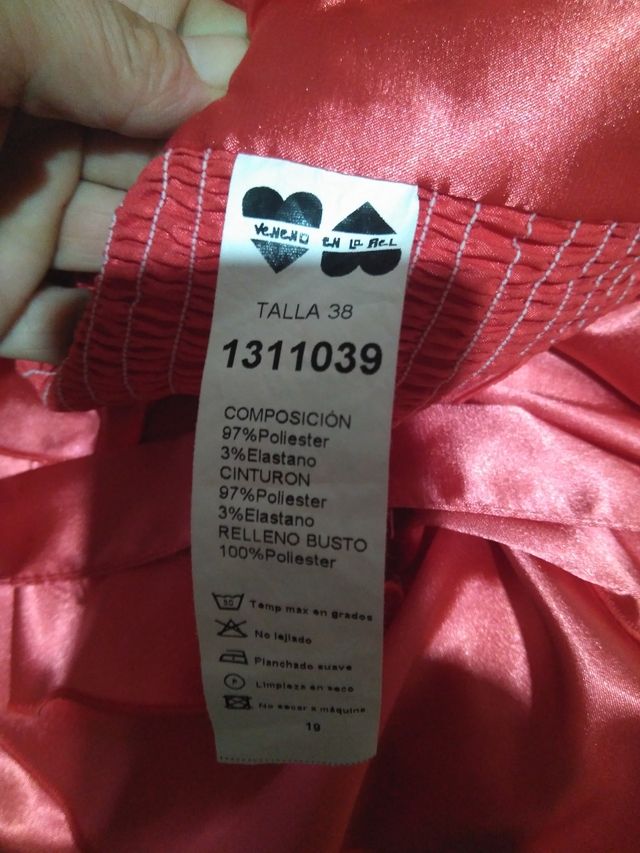 VENENO EN LA PIEL
TALLA 38
1311039
COMPOSICIÓN
97%Poliester
3%Elastano
CINTURON
97%Poliester
3%Elastano
RELLENO BUSTO
100%Poliester
Temp max en grados
No lejiado
Planchado suave
P Limpieza en seco
No secar a máquina
19